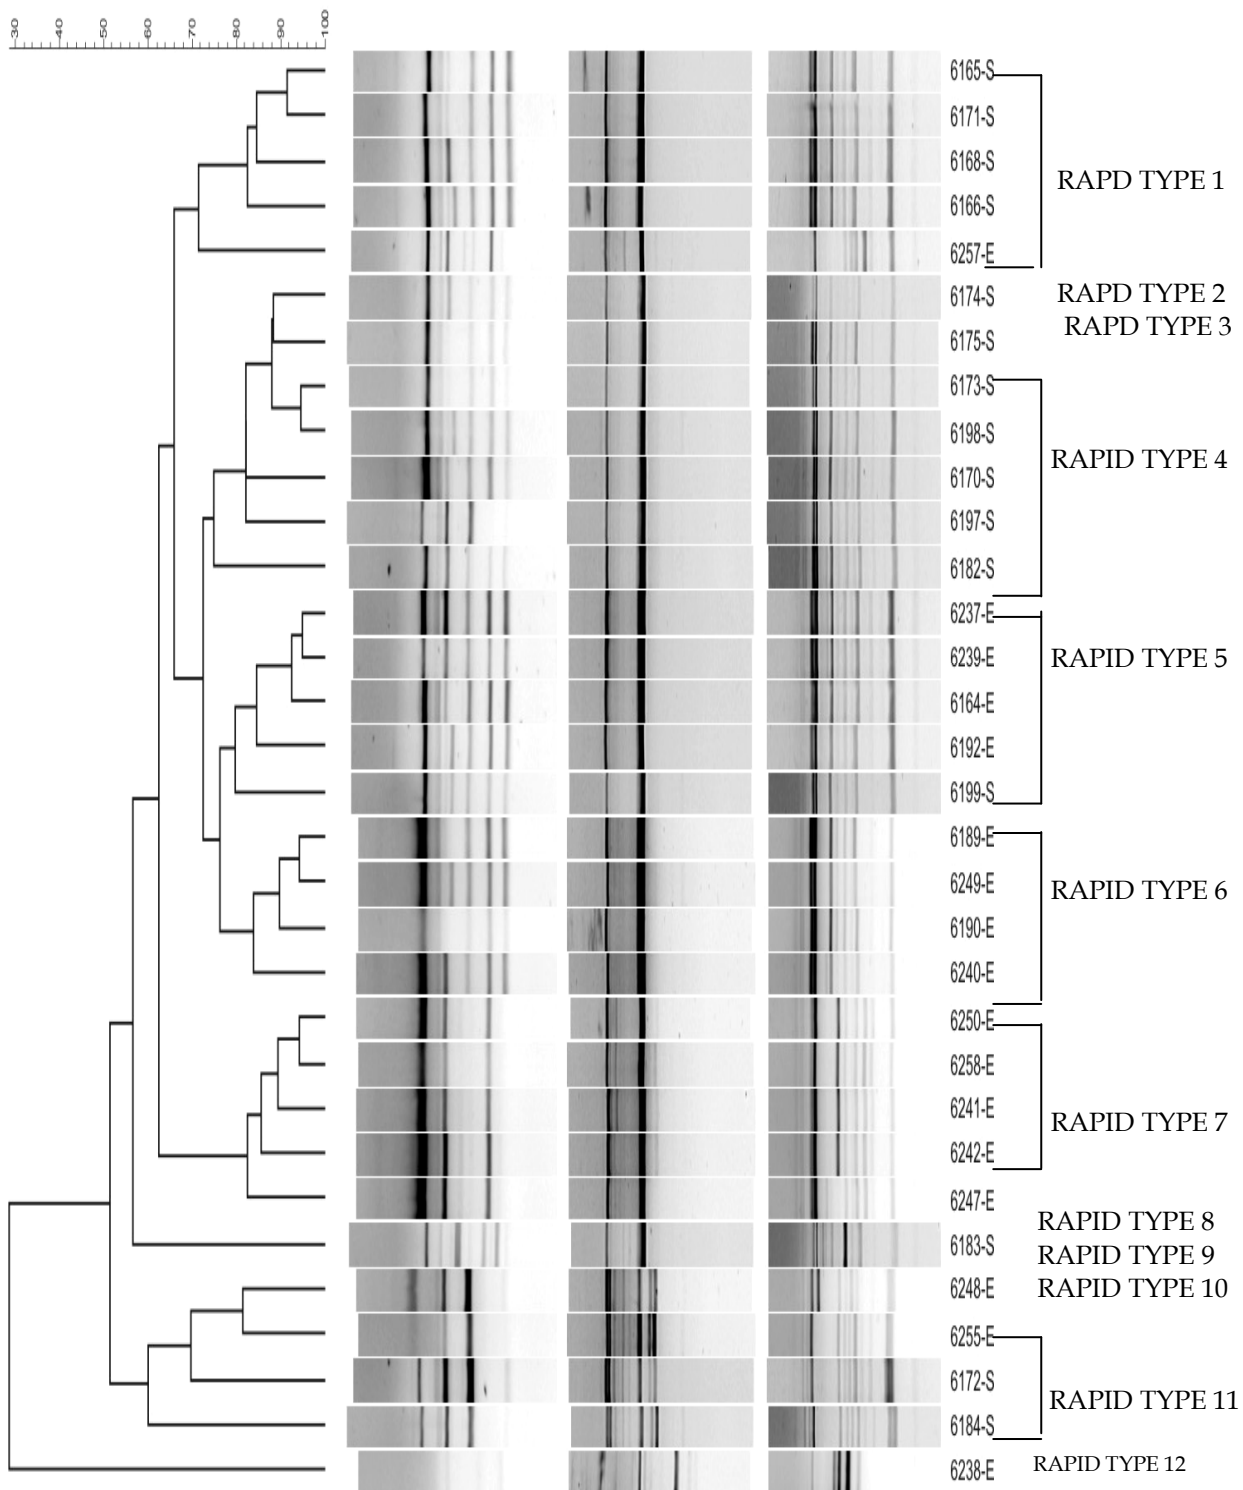 -30 -40 -50 -60 -70 -80 -90 -100
6165-S
6171-S
6168-S
RAPD TYPE 1
6166-S
6257-E
6174-S
RAPD TYPE 2
6175-S
RAPD TYPE 3
6173-S
6198-S
RAPID TYPE 4
6170-S
6197-S
6182-S
6237-E
6239-E
RAPID TYPE 5
6164-E
6192-E
6199-S
6189-E
6249-E
RAPID TYPE 6
6190-E
6240-E
6250-E
6258-E
6241-E
RAPID TYPE 7
6242-E
6247-E
RAPID TYPE 8
6183-S
RAPID TYPE 9
6248-E
RAPID TYPE 10
6255-E
6172-S
RAPID TYPE 11
6184-S
6238-E
RAPID TYPE 12